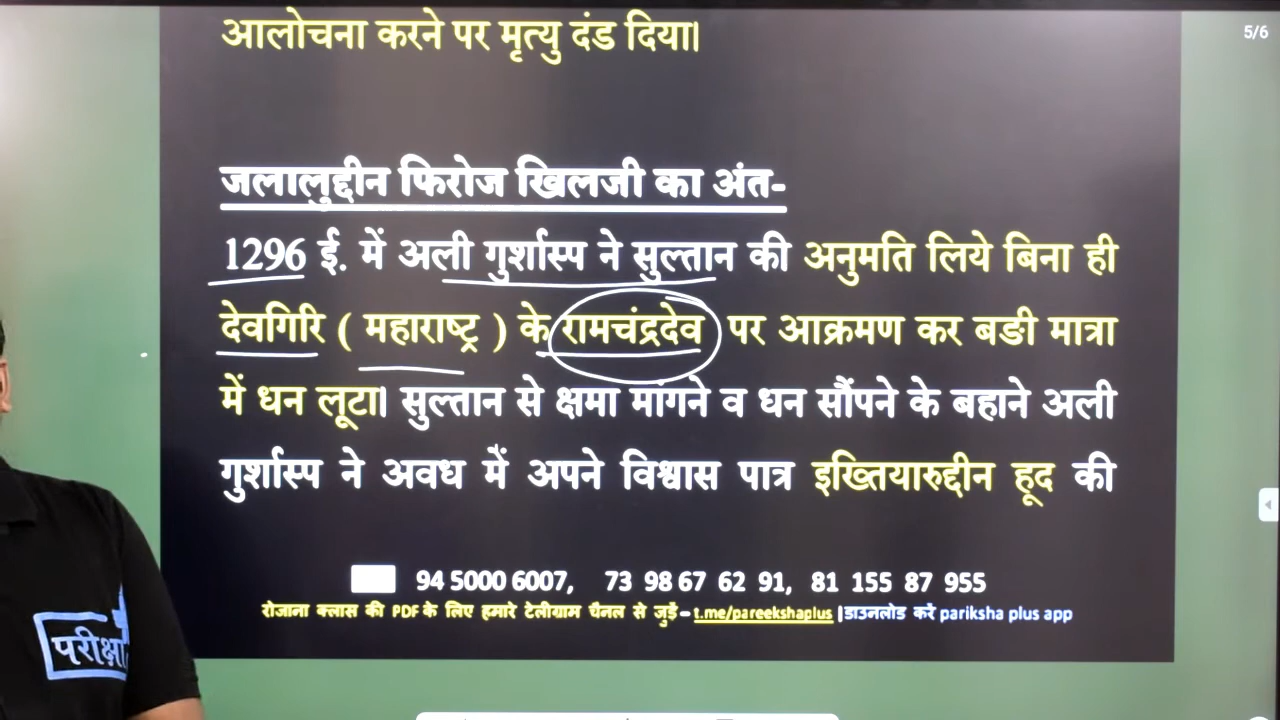 5/6
आलोचना करने पर मृत्यु दंड दिया।
जलालुद्दीन फिरोज खिलजी का अंत-
1296 ई. में अली गुर्शास्प ने सुल्तान की अनुमति लिये बिना ही
देवगिरि ( महाराष्ट्र ) के रामचंद्रदेव पर आक्रमण कर बङी मात्रा
में धन लूटा। सुल्तान से क्षमा मांगने व धन सौंपने के बहाने अली
गुर्शास्प ने अवध में अपने विश्वास पात्र इख्तियारुद्दीन हूद की
94 5000 6007, 73 98 67 62 91, 81 155 87 955
रोजाना क्लास की PDF के लिए हमारे टेलीग्राम चैनल से जुड़ें – t.me/pareekshaplus |डाउनलोड करें pariksha plus app
परीक्षा